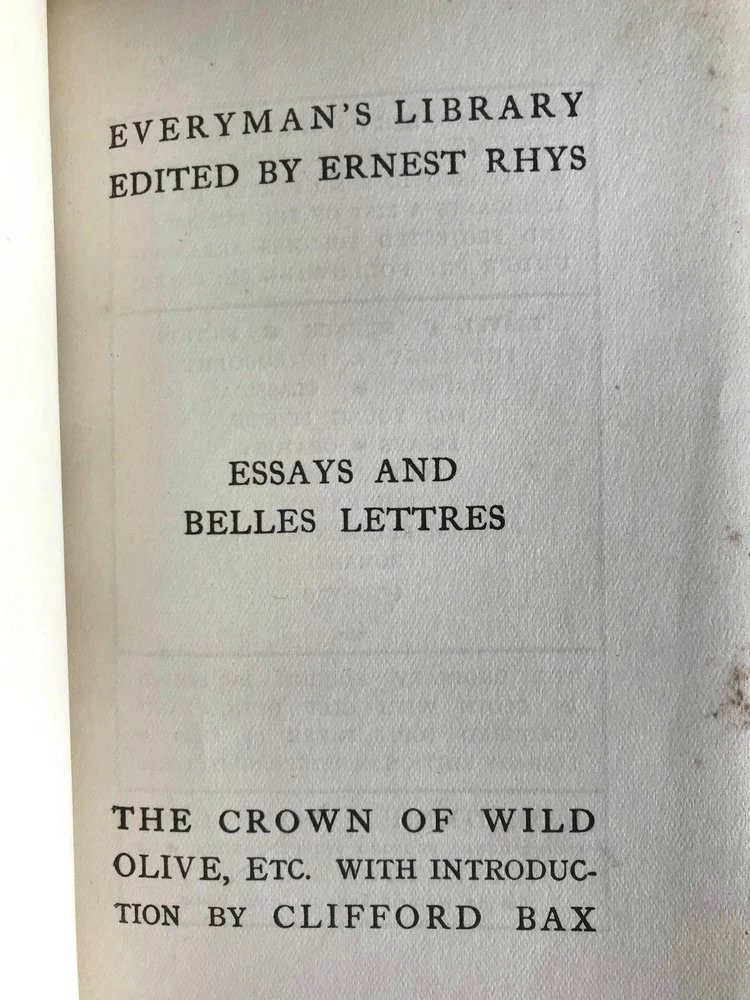 EVERYMAN'S LIBRARY
EDITED BY ERNEST RHYS
ESSAYS AND
BELLES LETTRES
THE CROWN OF WILD
OLIVE, ETC. WITH INTRODUC-
TION BY CLIFFORD BAX